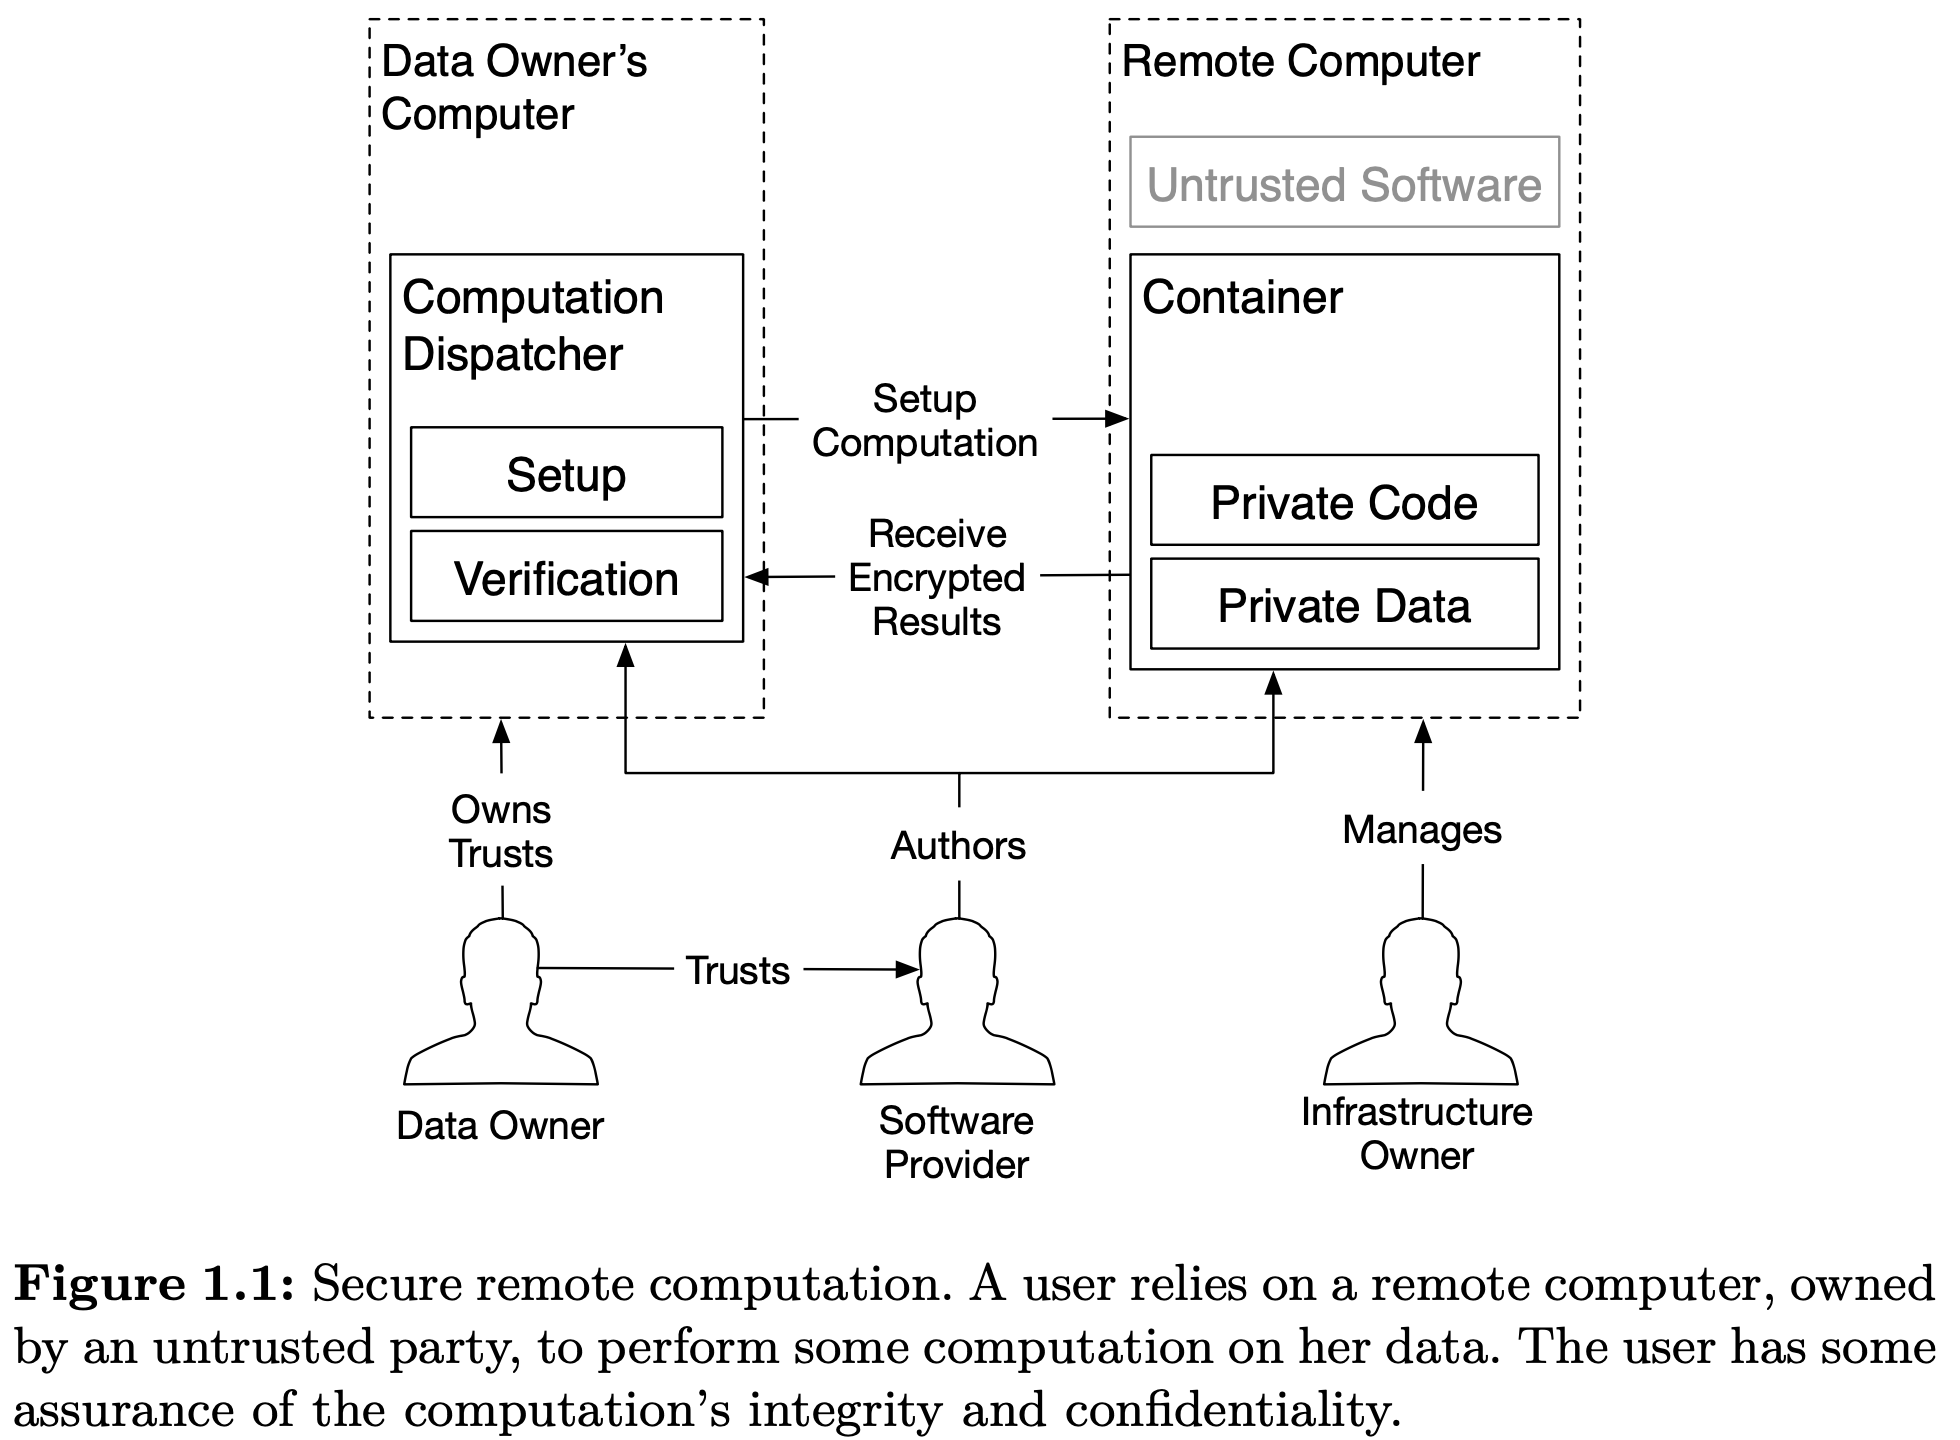 Data Owner’s
Computer
Computation
Dispatcher
Setup
Verification
Setup
Computation
Receive
Encrypted
Results
Remote Computer
Untrusted Software
Container
Private Code
Private Data
Owns
Trusts
Authors
Manages
Trusts
Data Owner
Software
Provider
Infrastructure
Owner
Figure 1.1: Secure remote computation. A user relies on a remote computer, owned
by an untrusted party, to perform some computation on her data. The user has some
assurance of the computation’s integrity and confidentiality.